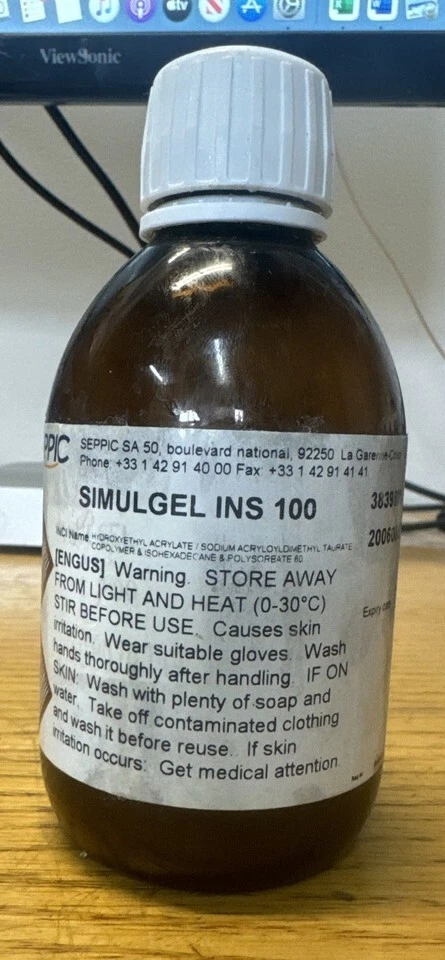 ViewSonic
tv
SEPPIC SA 50, boulevard national, 92250 La
Phone: +33 1 42 91 40 00 Fax: +33 1 42 91 41 41
SIMULGEL INS 100
INCI Name HYDROXYETHYL ACRYLATE / SODIUM ACRYLOYLDIMETHYL TAURATE
COPOLYMER & ISOHEXADECANE & POLYSORBATE 60
[ENGUS] Warning. STORE AWAY
FROM LIGHT AND HEAT (0-30°C)
STIR BEFORE USE. Causes skin
irritation. Wear suitable gloves. Wash
hands thoroughly after handling. IF ON
SKIN: Wash with plenty of soap and
water. Take off contaminated clothing
and wash it before reuse. If skin
irritation occurs: Get medical attention.
Expiry